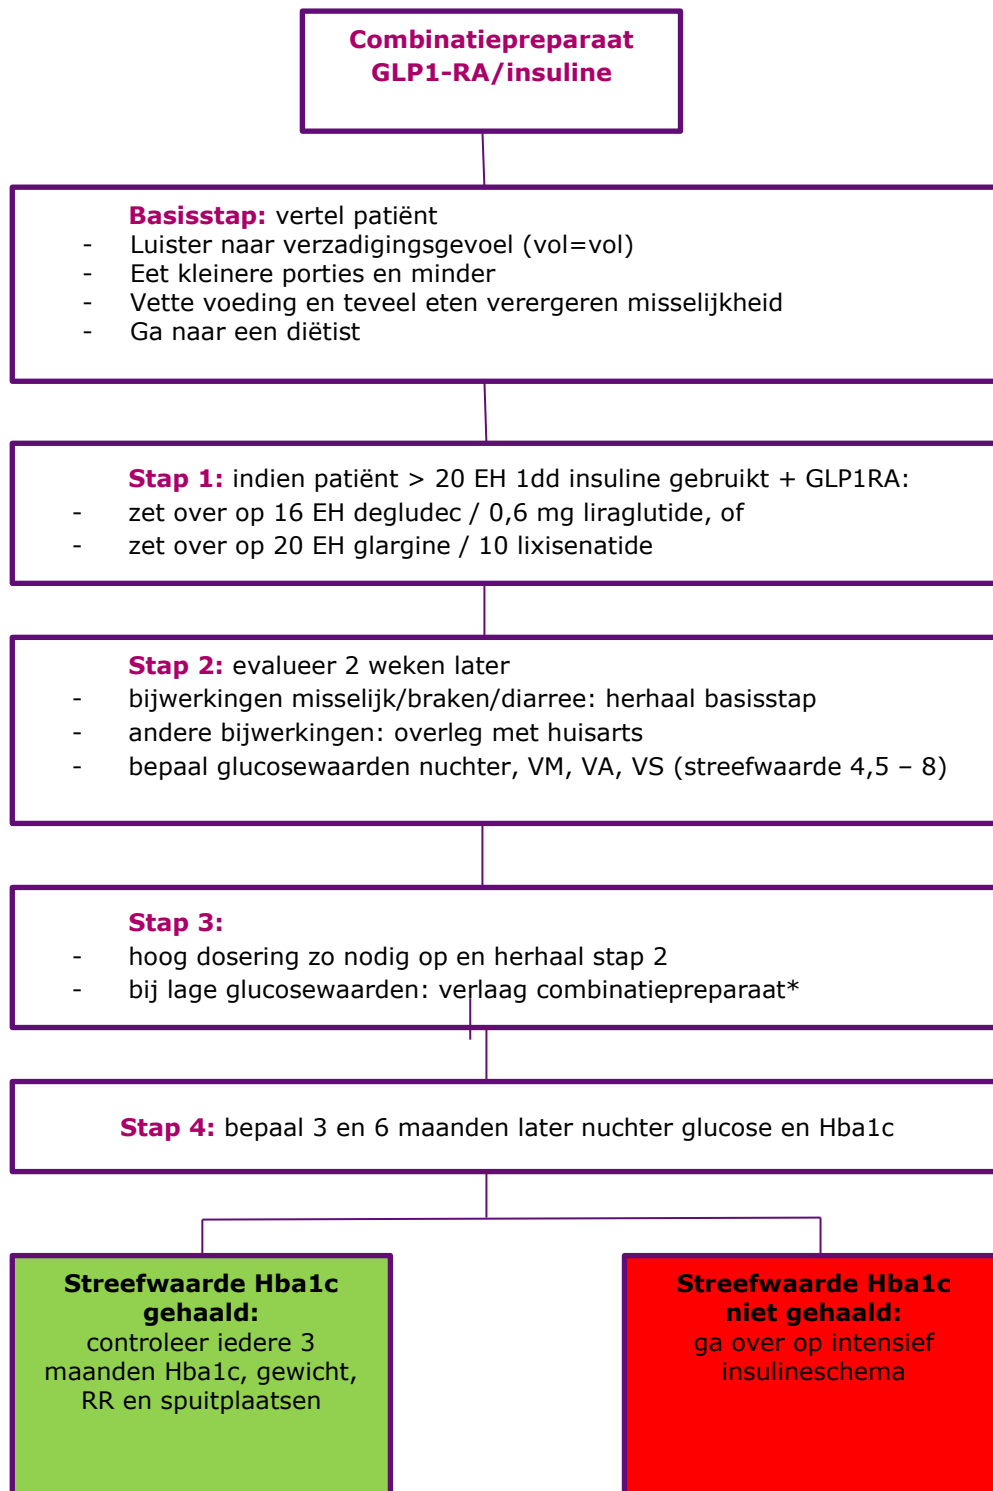 Combinatiepreparaat
GLP1-RA/insuline
Basisstap: vertel patiënt
- Luister naar verzadigingsgevoel (vol=vol)
- Eet kleinere porties en minder
- Vette voeding en teveel eten verergeren misselijkheid
- Ga naar een diëtist
Stap 1: indien patiënt > 20 EH 1dd insuline gebruikt + GLP1RA:
- zet over op 16 EH degludec / 0,6 mg liraglutide, of
- zet over op 20 EH glargine / 10 lixisenatide
Stap 2: evalueer 2 weken later
- bijwerkingen misselijk/braken/diarree: herhaal basisstap
- andere bijwerkingen: overleg met huisarts
- bepaal glucosewaarden nuchter, VM, VA, VS (streefwaarde 4,5 – 8)
Stap 3:
- hoog dosering zo nodig op en herhaal stap 2
- bij lage glucosewaarden: verlaag combinatiepreparaat*
Stap 4: bepaal 3 en 6 maanden later nuchter glucose en Hba1c
Streefwaarde Hba1c
gehaald:
controleer iedere 3
maanden Hba1c, gewicht,
RR en spuitplaatsen
Streefwaarde Hba1c
niet gehaald:
ga over op intensief
insulineschema